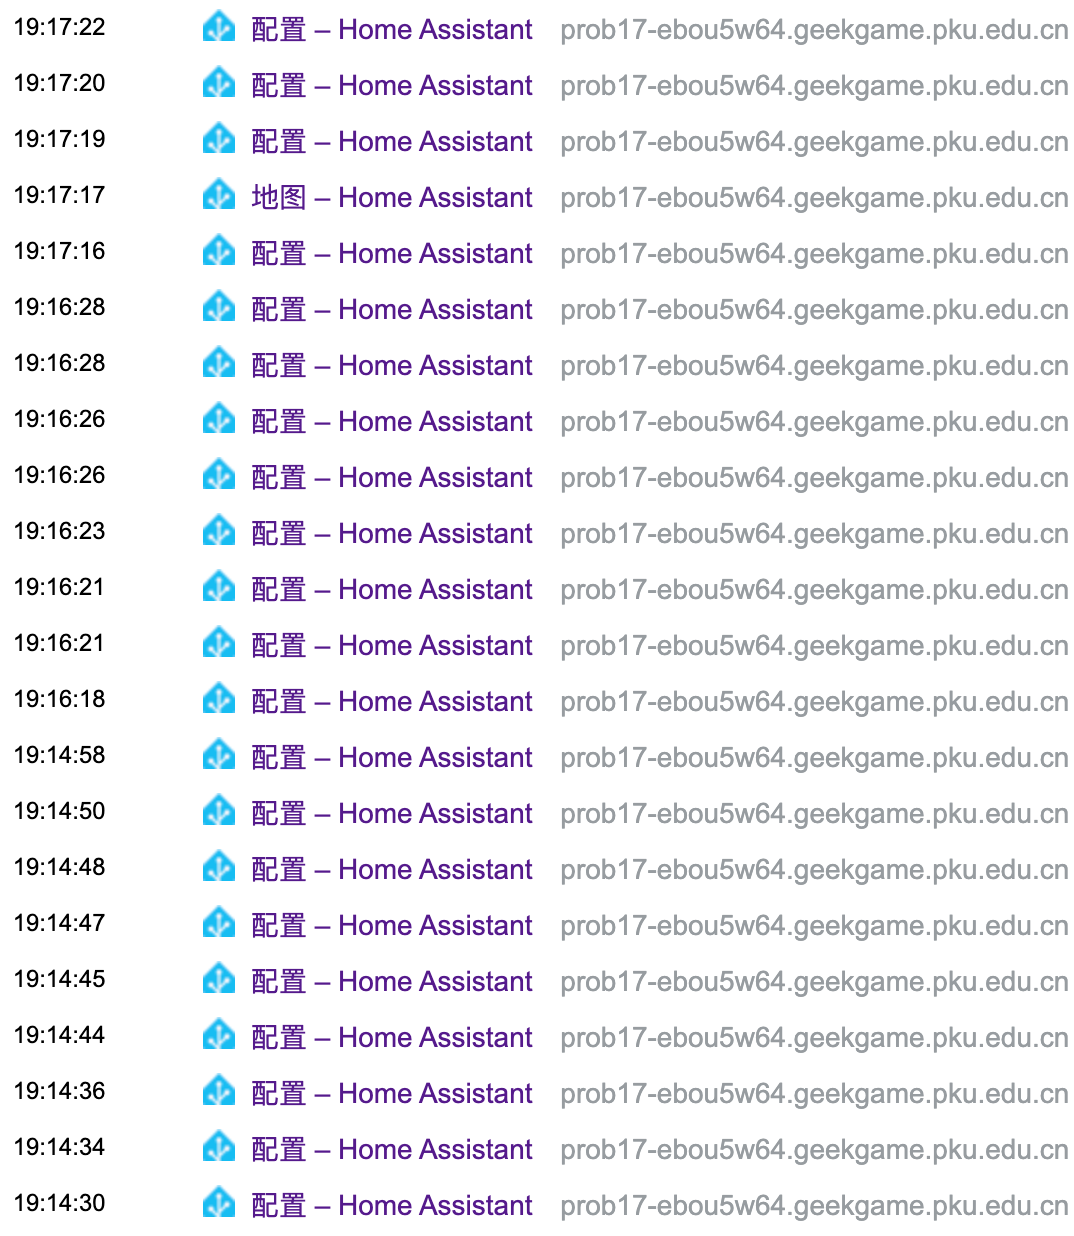 19:17:22 配置 – Home Assistant prob17-ebou5w64.geekgame.pku.edu.cn
19:17:20 配置 – Home Assistant prob17-ebou5w64.geekgame.pku.edu.cn
19:17:19 配置 – Home Assistant prob17-ebou5w64.geekgame.pku.edu.cn
19:17:17 地图 – Home Assistant prob17-ebou5w64.geekgame.pku.edu.cn
19:17:16 配置 – Home Assistant prob17-ebou5w64.geekgame.pku.edu.cn
19:16:28 配置 – Home Assistant prob17-ebou5w64.geekgame.pku.edu.cn
19:16:28 配置 – Home Assistant prob17-ebou5w64.geekgame.pku.edu.cn
19:16:26 配置 – Home Assistant prob17-ebou5w64.geekgame.pku.edu.cn
19:16:26 配置 – Home Assistant prob17-ebou5w64.geekgame.pku.edu.cn
19:16:23 配置 – Home Assistant prob17-ebou5w64.geekgame.pku.edu.cn
19:16:21 配置 – Home Assistant prob17-ebou5w64.geekgame.pku.edu.cn
19:16:21 配置 – Home Assistant prob17-ebou5w64.geekgame.pku.edu.cn
19:16:18 配置 – Home Assistant prob17-ebou5w64.geekgame.pku.edu.cn
19:14:58 配置 – Home Assistant prob17-ebou5w64.geekgame.pku.edu.cn
19:14:50 配置 – Home Assistant prob17-ebou5w64.geekgame.pku.edu.cn
19:14:48 配置 – Home Assistant prob17-ebou5w64.geekgame.pku.edu.cn
19:14:47 配置 – Home Assistant prob17-ebou5w64.geekgame.pku.edu.cn
19:14:45 配置 – Home Assistant prob17-ebou5w64.geekgame.pku.edu.cn
19:14:44 配置 – Home Assistant prob17-ebou5w64.geekgame.pku.edu.cn
19:14:36 配置 – Home Assistant prob17-ebou5w64.geekgame.pku.edu.cn
19:14:34 配置 – Home Assistant prob17-ebou5w64.geekgame.pku.edu.cn
19:14:30 配置 – Home Assistant prob17-ebou5w64.geekgame.pku.edu.cn